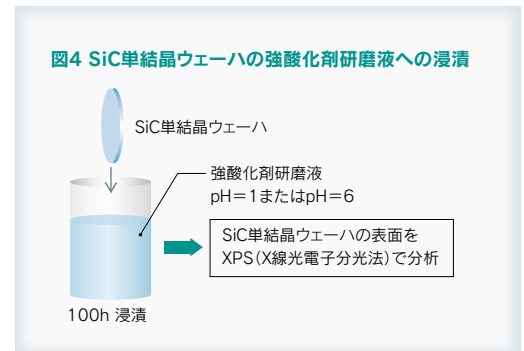 図4 SiC単結晶ウェーハの強酸化剤研磨液への浸漬
SiC単結晶ウェーハ
強酸化剤研磨液
pH=1またはpH=6
SiC単結晶ウェーハの表面を
XPS(X線光電子分光法)で分析
100h 浸漬